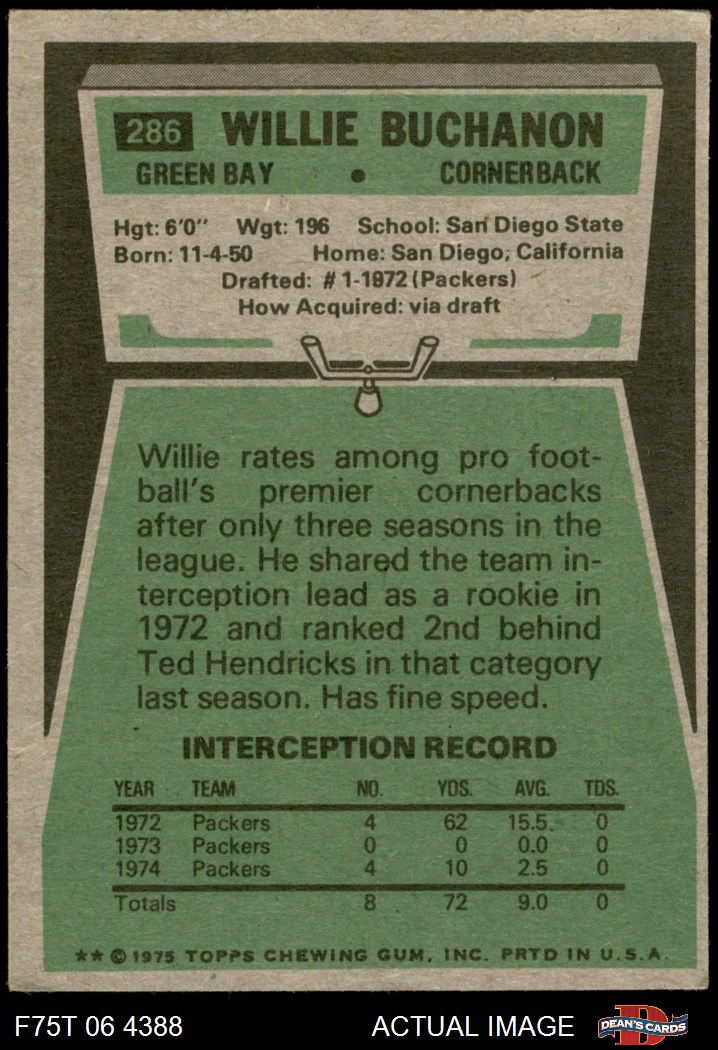 286 WILLIE BUCHANON
GREEN BAY • CORNERBACK
Hgt: 6'0" Wgt: 196 School: San Diego State
Born: 11-4-50 Home: San Diego, California
Drafted: #1-1972 (Packers)
How Acquired: via draft
Willie rates among pro foot-
ball's premier cornerbacks
after only three seasons in the
league. He shared the team in-
terception lead as a rookie in
1972 and ranked 2nd behind
Ted Hendricks in that category
last season. Has fine speed.
INTERCEPTION RECORD
YEAR TEAM NO. YDS. AVG. TDS.
1972 Packers 4 62 15.5 0
1973 Packers 0 0 0.0 0
1974 Packers 4 10 2.5 0
Totals 8 72 9.0 0
★★ © 1975 TOPPS CHEWING GUM, INC. PRTD IN U.S.A.
F75T 06 4388 ACTUAL IMAGE D DEAN'S CARDS